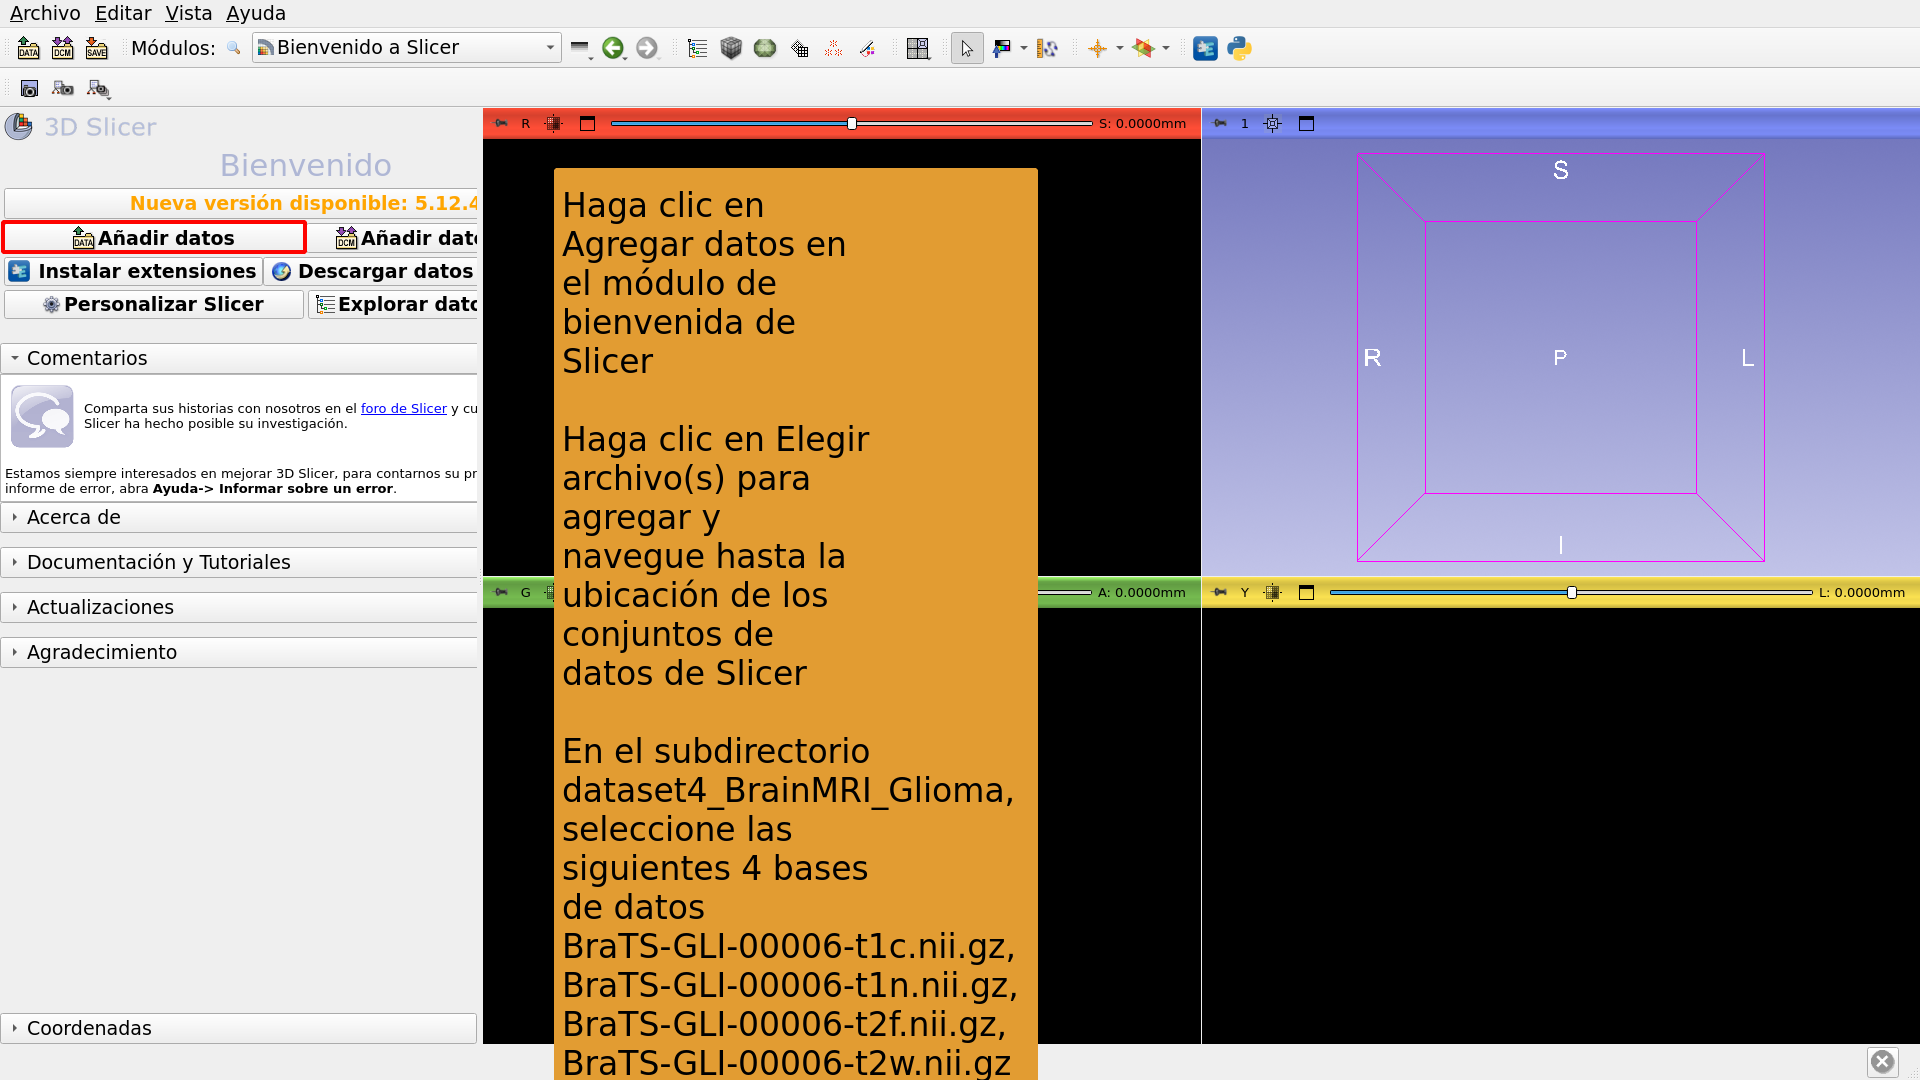 Archivo Editar Vista Ayuda
DATA DCM SAVE Módulos: Bienvenido a Slicer
3D Slicer
Bienvenido
Nueva versión disponible: 5.12.4
DATA Añadir datos DCM Añadir dato
Instalar extensiones Descargar datos
Personalizar Slicer Explorar dato
Comentarios
Comparta sus historias con nosotros en el foro de Slicer y cu
Slicer ha hecho posible su investigación.
Estamos siempre interesados en mejorar 3D Slicer, para contarnos su pr
informe de error, abra Ayuda-> Informar sobre un error.
Acerca de
Documentación y Tutoriales
Actualizaciones
Agradecimiento
Coordenadas
R S: 0.0000mm
Haga clic en
Agregar datos en
el módulo de
bienvenida de
Slicer
Haga clic en Elegir
archivo(s) para
agregar y
navegue hasta la
ubicación de los
conjuntos de
datos de Slicer
En el subdirectorio
dataset4_BrainMRI_Glioma,
seleccione las
siguientes 4 bases
de datos
BraTS-GLI-00006-t1c.nii.gz,
BraTS-GLI-00006-t1n.nii.gz,
BraTS-GLI-00006-t2f.nii.gz,
BraTS-GLI-00006-t2w.nii.gz
1
S
R P L
I
G A: 0.0000mm
Y L: 0.0000mm